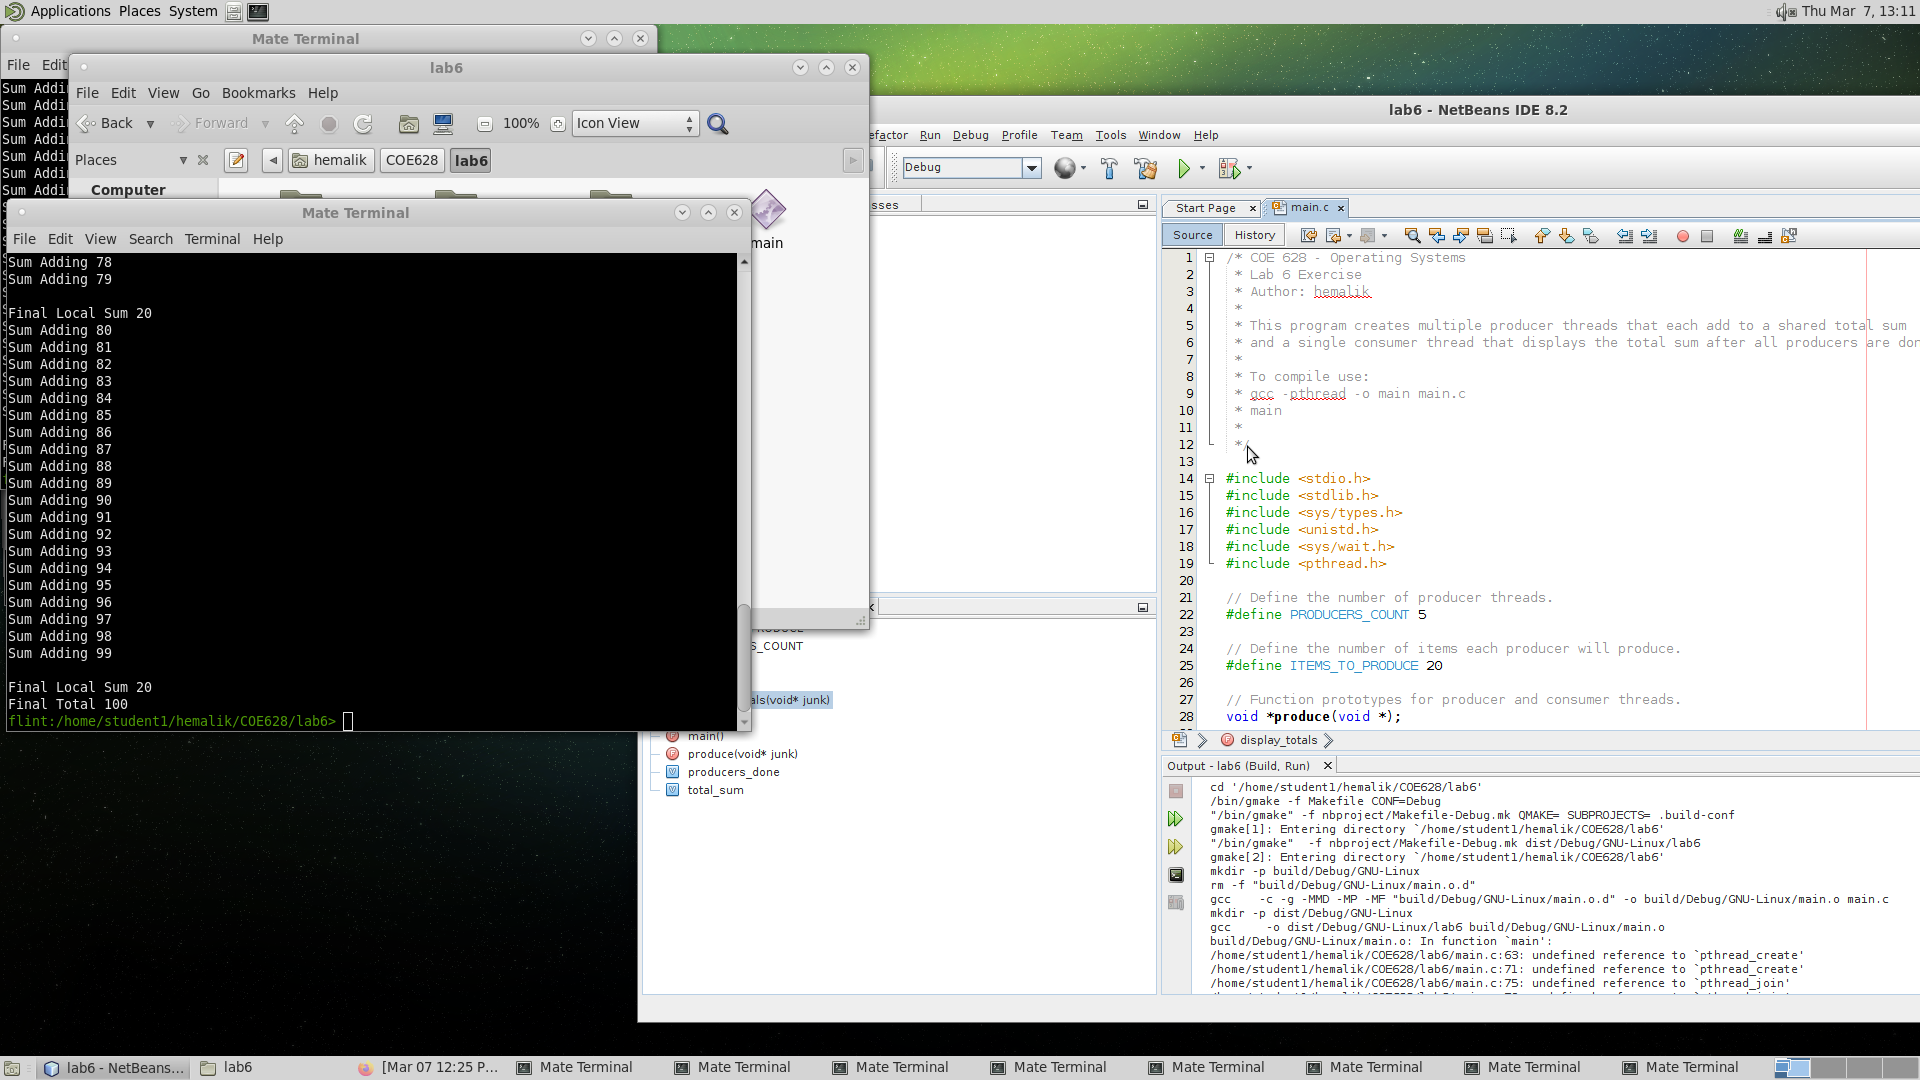 Applications Places System
Thu Mar 7, 13:11
Mate Terminal
File Edit
Sum Addin
Sum Addin
Sum Addin
Sum Addin
Sum Addin
Sum Addin
Sum Addin
lab6
File Edit View Go Bookmarks Help
Back Forward 100% Icon View
Places hemalik COE628 lab6
Computer
main
Mate Terminal
File Edit View Search Terminal Help
Sum Adding 78
Sum Adding 79
Final Local Sum 20
Sum Adding 80
Sum Adding 81
Sum Adding 82
Sum Adding 83
Sum Adding 84
Sum Adding 85
Sum Adding 86
Sum Adding 87
Sum Adding 88
Sum Adding 89
Sum Adding 90
Sum Adding 91
Sum Adding 92
Sum Adding 93
Sum Adding 94
Sum Adding 95
Sum Adding 96
Sum Adding 97
Sum Adding 98
Sum Adding 99
Final Local Sum 20
Final Total 100
flint:/home/student1/hemalik/COE628/lab6>
lab6 - NetBeans IDE 8.2
efactor Run Debug Profile Team Tools Window Help
Debug
sses
S_COUNT
als(void* junk)
main()
produce(void* junk)
producers_done
total_sum
Start Page main.c
Source History
1 /* COE 628 - Operating Systems
2 * Lab 6 Exercise
3 * Author: hemalik
4 *
5 * This program creates multiple producer threads that each add to a shared total sum
6 * and a single consumer thread that displays the total sum after all producers are don
7 *
8 * To compile use:
9 * gcc -pthread -o main main.c
10 * main
11 *
12 */
13
14 #include <stdio.h>
15 #include <stdlib.h>
16 #include <sys/types.h>
17 #include <unistd.h>
18 #include <sys/wait.h>
19 #include <pthread.h>
20
21 // Define the number of producer threads.
22 #define PRODUCERS_COUNT 5
23
24 // Define the number of items each producer will produce.
25 #define ITEMS_TO_PRODUCE 20
26
27 // Function prototypes for producer and consumer threads.
28 void *produce(void *);
display_totals
Output - lab6 (Build, Run)
cd '/home/student1/hemalik/COE628/lab6'
/bin/gmake -f Makefile CONF=Debug
"/bin/gmake" -f nbproject/Makefile-Debug.mk QMAKE= SUBPROJECTS= .build-conf
gmake[1]: Entering directory `/home/student1/hemalik/COE628/lab6'
"/bin/gmake"  -f nbproject/Makefile-Debug.mk dist/Debug/GNU-Linux/lab6
gmake[2]: Entering directory `/home/student1/hemalik/COE628/lab6'
mkdir -p build/Debug/GNU-Linux
rm -f "build/Debug/GNU-Linux/main.o.d"
gcc    -c -g -MMD -MP -MF "build/Debug/GNU-Linux/main.o.d" -o build/Debug/GNU-Linux/main.o main.c
mkdir -p dist/Debug/GNU-Linux
gcc     -o dist/Debug/GNU-Linux/lab6 build/Debug/GNU-Linux/main.o
build/Debug/GNU-Linux/main.o: In function `main':
/home/student1/hemalik/COE628/lab6/main.c:63: undefined reference to `pthread_create'
/home/student1/hemalik/COE628/lab6/main.c:71: undefined reference to `pthread_create'
/home/student1/hemalik/COE628/lab6/main.c:75: undefined reference to `pthread_join'
lab6 - NetBeans... lab6 [Mar 07 12:25 P... Mate Terminal Mate Terminal Mate Terminal Mate Terminal Mate Terminal Mate Terminal Mate Terminal Mate Terminal